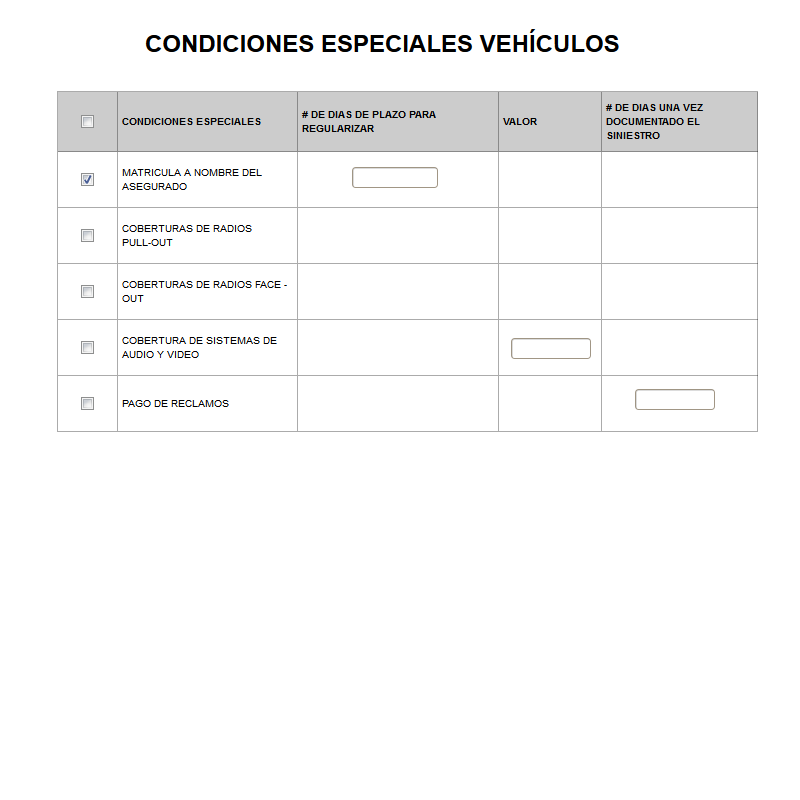 CONDICIONES ESPECIALES VEHÍCULOS
CONDICIONES ESPECIALES
# DE DIAS DE PLAZO PARA
REGULARIZAR
VALOR
# DE DIAS UNA VEZ
DOCUMENTADO EL
SINIESTRO
MATRICULA A NOMBRE DEL
ASEGURADO
COBERTURAS DE RADIOS
PULL-OUT
COBERTURAS DE RADIOS FACE -
OUT
COBERTURA DE SISTEMAS DE
AUDIO Y VIDEO
PAGO DE RECLAMOS